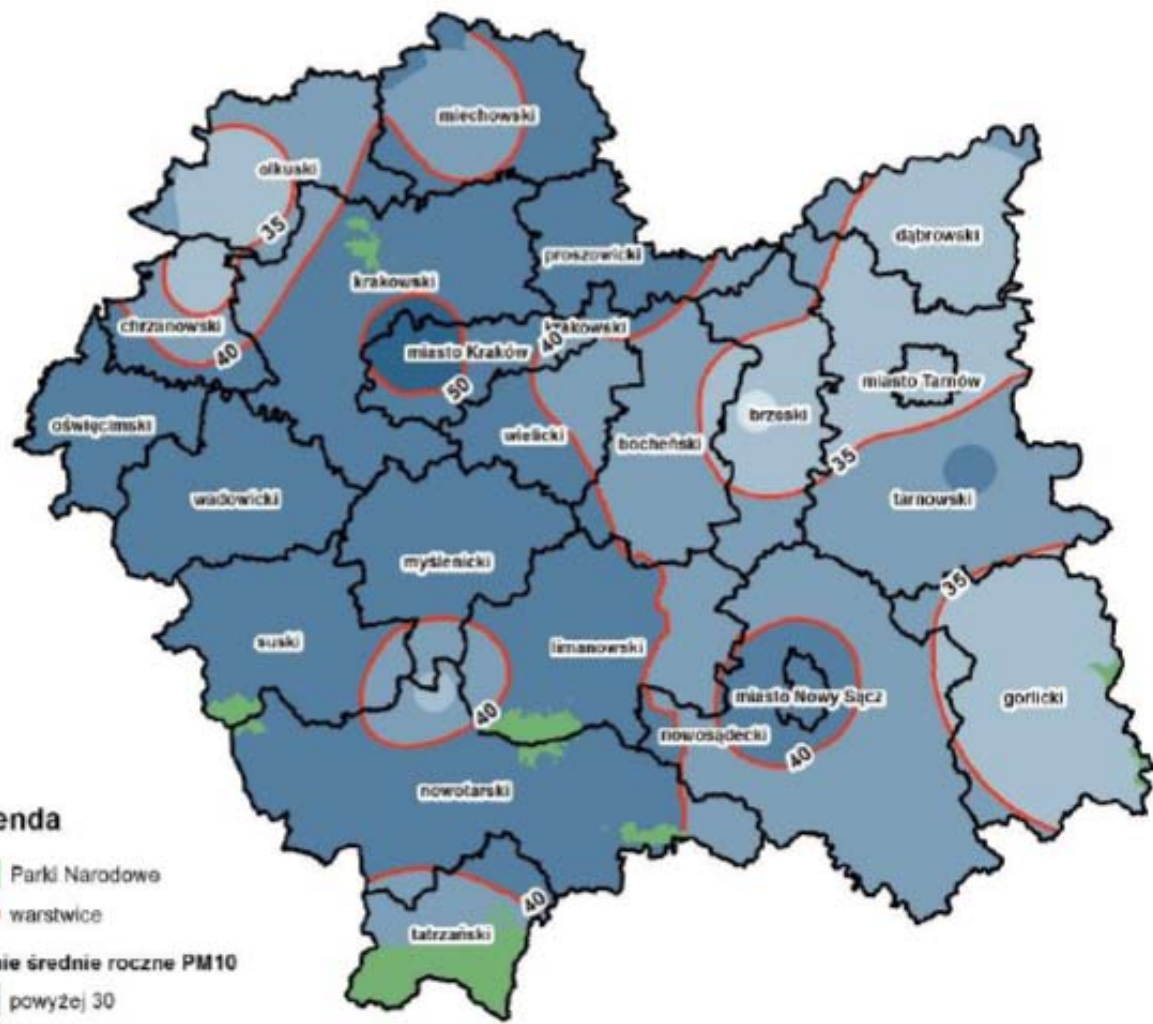 miechowski
olkuski
dąbrowski
35
proszowicki
krakowski
chrzanowski
krakowski
40
miasto Kraków
40
miasto Tarnów
50
brzeski
oświęcimski
wielicki
bocheński
35
wadowicki
tarnowski
myślenicki
35
suski
limanowski
miasto Nowy Sącz
gorlicki
40
nowosądecki
40
nowotarski
enda
Parki Narodowe
40
warstwice
tatrzański
nie średnie roczne PM10
powyżej 30